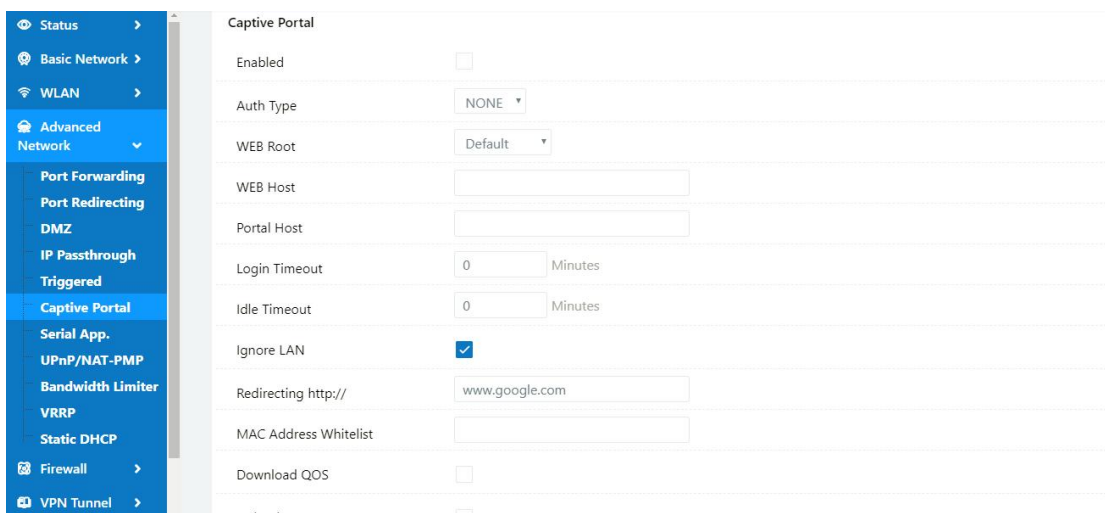 Status
Basic Network
WLAN
Advanced
Network
Port Forwarding
Port Redirecting
DMZ
IP Passthrough
Triggered
Captive Portal
Serial App.
UPnP/NAT-PMP
Bandwidth Limiter
VRRP
Static DHCP
Firewall
VPN Tunnel
Captive Portal
Enabled
Auth Type NONE
WEB Root Default
WEB Host
Portal Host
Login Timeout 0 Minutes
Idle Timeout 0 Minutes
Ignore LAN
Redirecting http:// www.google.com
MAC Address Whitelist
Download QOS